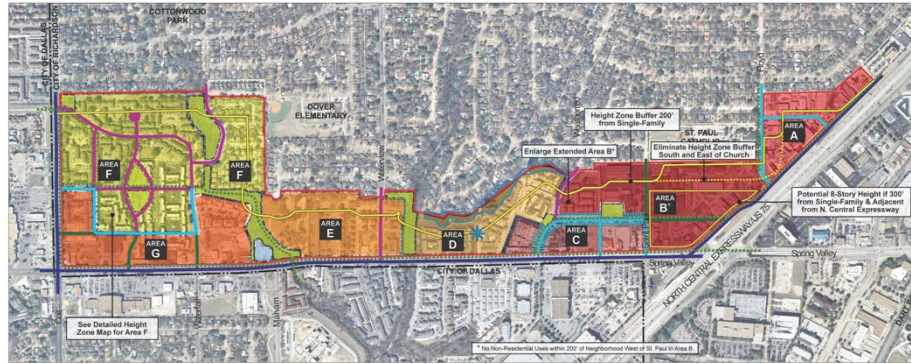 COTTONWOOD
PARK
CITY OF DALLAS
CITY OF RICHARDSON
DOVER
ELEMENTARY
Height Zone Buffer 200'
from Single-Family
ST. PAUL
CATHOLIC
Enlarge Extended Area B*
Eliminate Height Zone Buffer
South and East of Church
AREA
A
Potential 8-Story Height if 300'
from Single-Family & Adjacent
from N. Central Expressway
AREA
F
AREA
F
Waterview
AREA
B*
AREA
E
AREA
D
AREA
C
AREA
G
CITY OF DALLAS
Spring Valley
Spring Valley
NORTH CENTRAL EXPRESSWAY/US 75
Maham
See Detailed Height
Zone Map for Area F
* No Non-Residential Uses within 200' of Neighborhood West of St. Paul in Area B